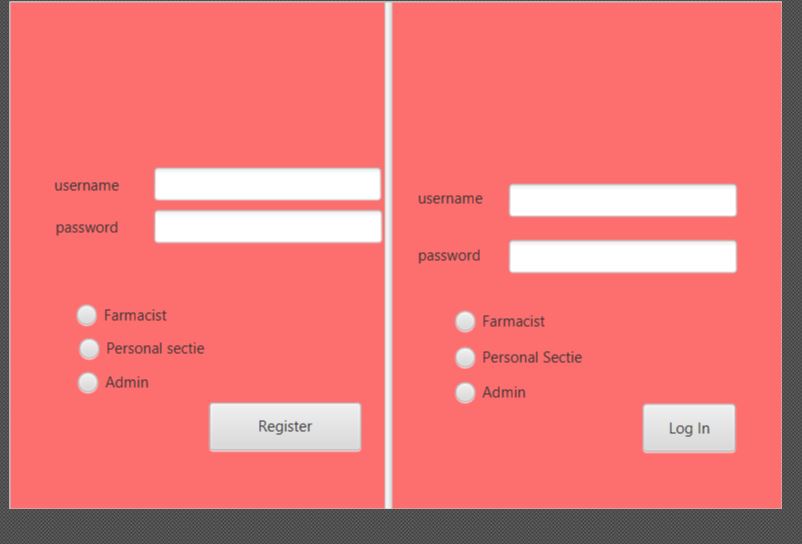 username
password
Farmacist
Personal sectie
Admin
Register
username
password
Farmacist
Personal Sectie
Admin
Log In